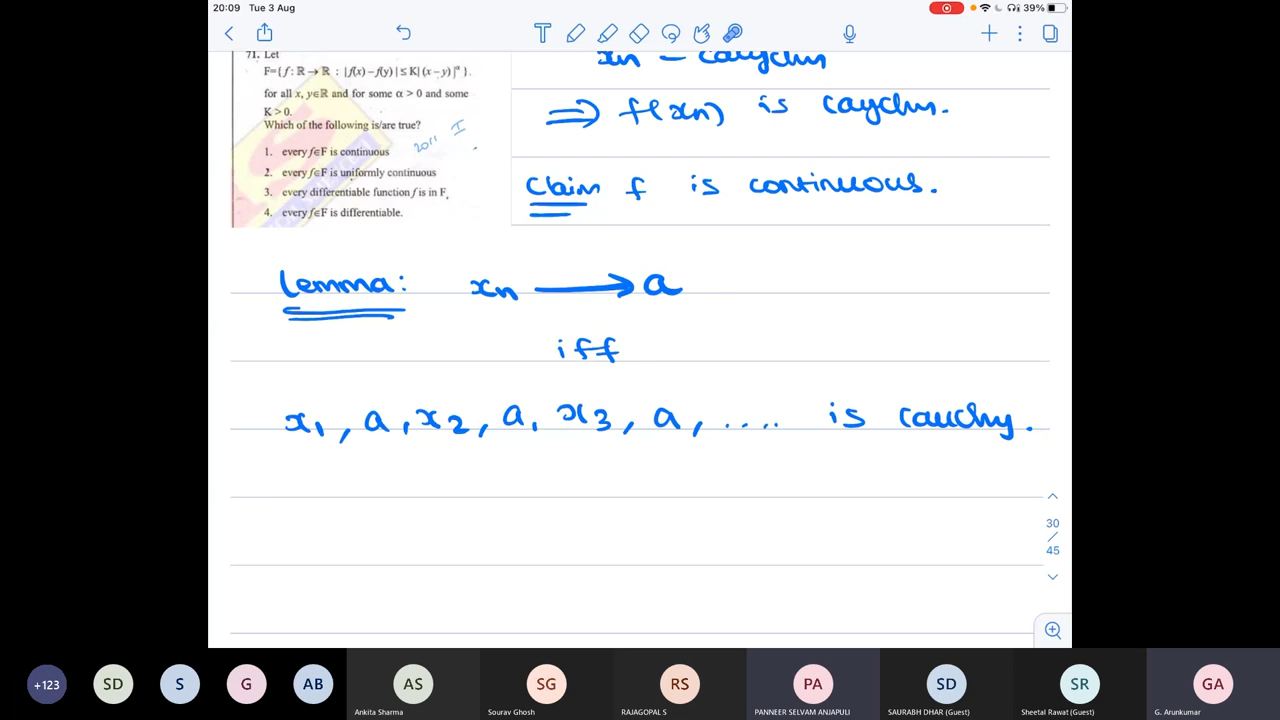 20:09 Tue 3 Aug
39%
71. Let
F={f : ℝ → ℝ : |f(x)−f(y)| ≤ K|(x−y)|^α}.
for all x, y∈ℝ and for some α > 0 and some
K > 0.
Which of the following is/are true?
2011 I
1. every f∈F is continuous
2. every f∈F is uniformly continuous
3. every differentiable function f is in F,
4. every f∈F is differentiable.
⇒ f(xn) is
Claim f is continuous.
Lemma: xn → a
iff
x1, a, x2, a, x3, a, .... is cauchy.
30
/
45
+123
SD
S
G
AB
AS
Ankita Sharma
SG
Sourav Ghosh
RS
RAJAGOPAL S
PA
PANNEER SELVAM ANJAPULI
SD
SAURABH DHAR (Guest)
SR
Sheetal Rawat (Guest)
GA
G. Arunkumar